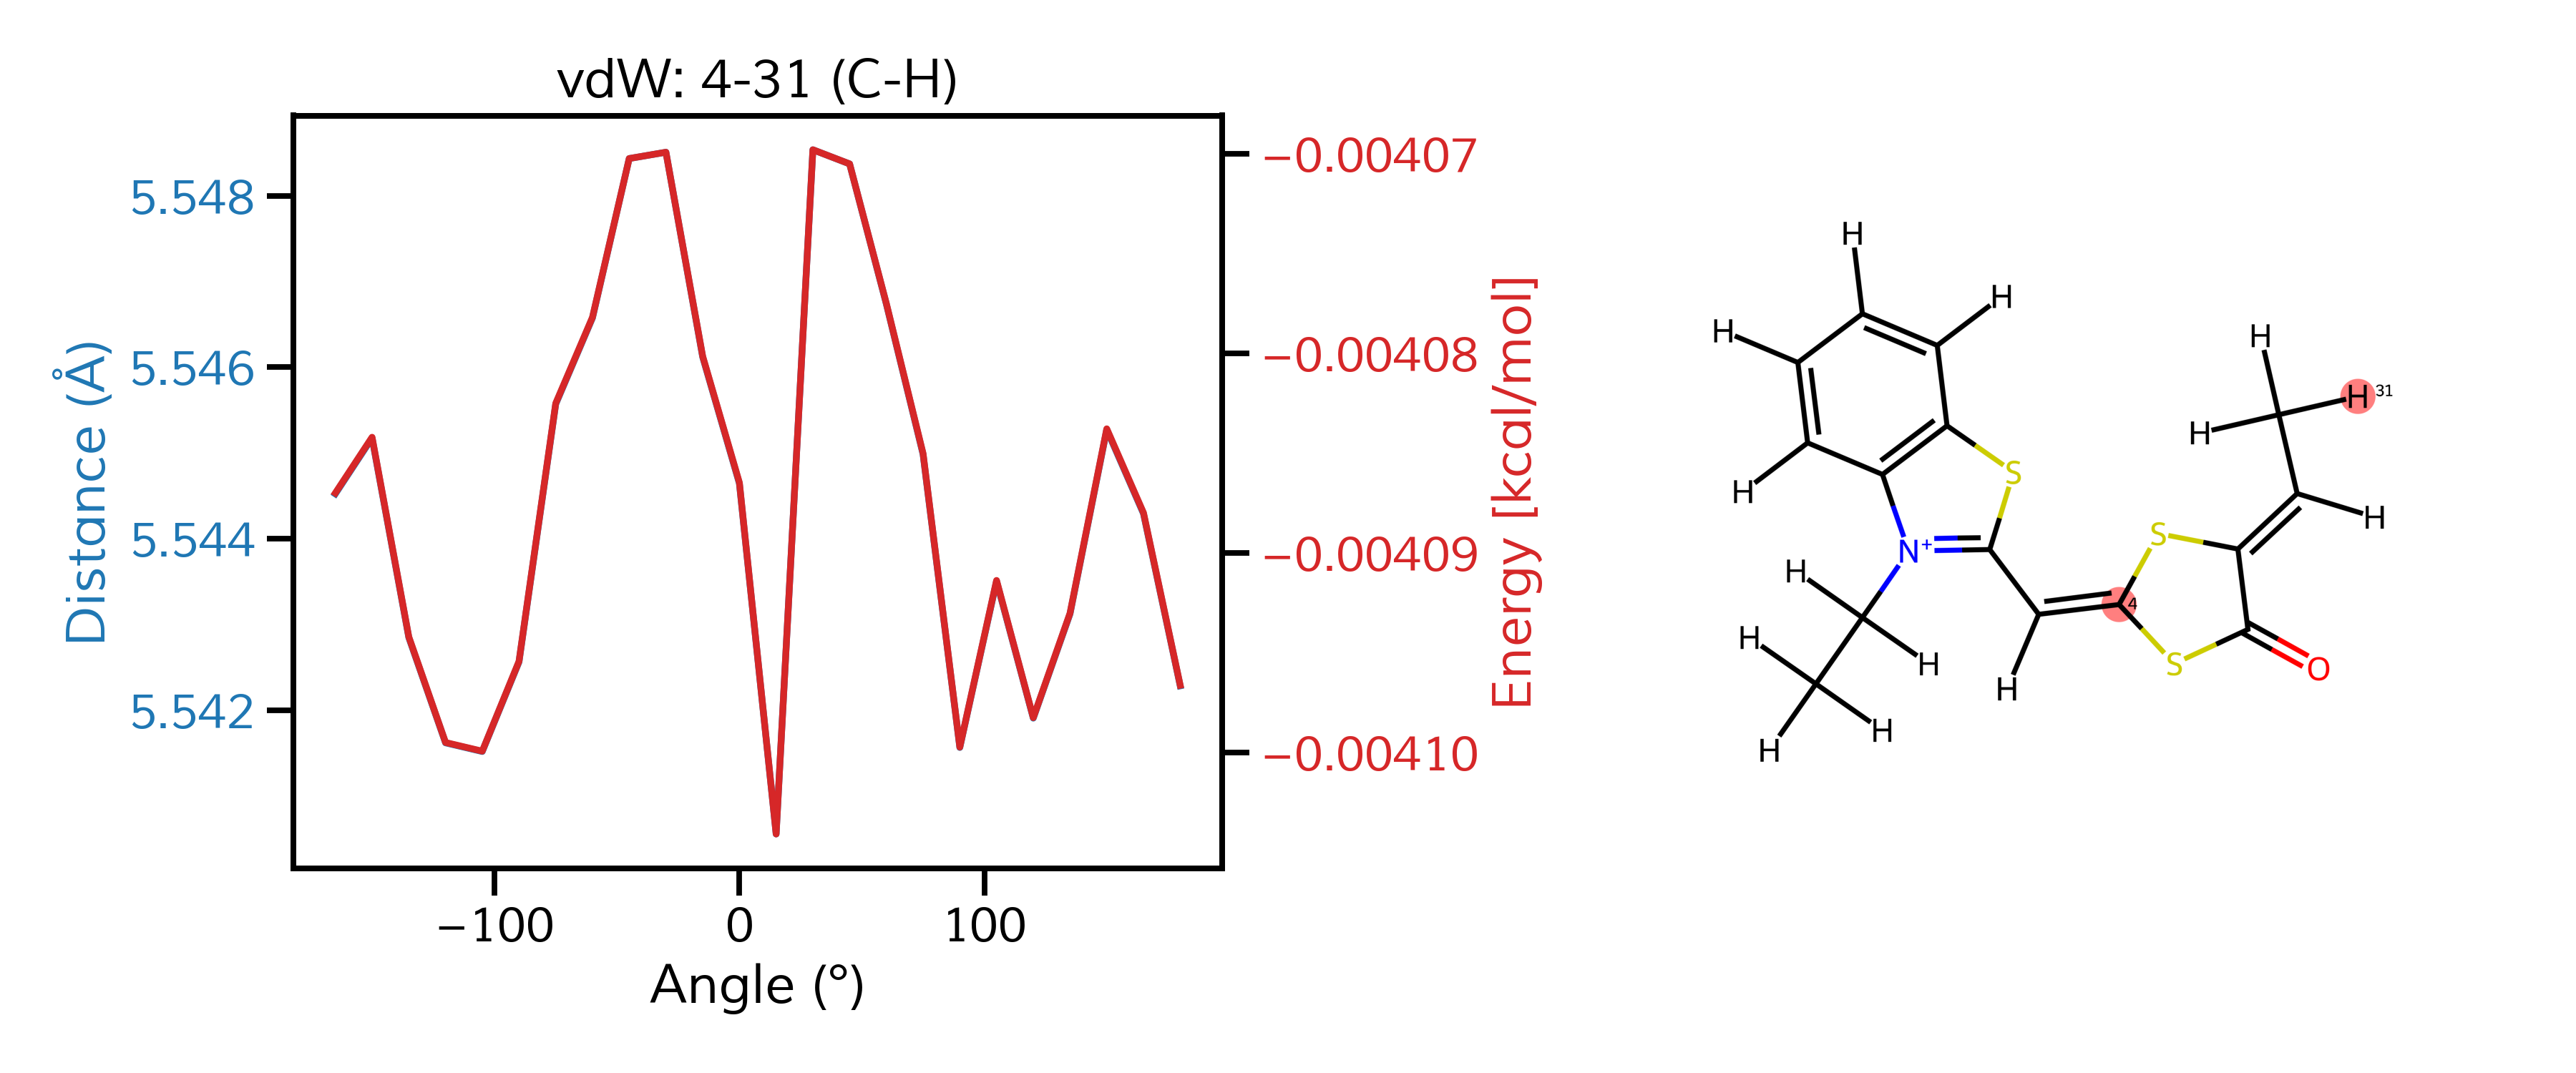 vdW: 4-31 (C-H)
5.548
5.546
5.544
5.542
Distance (Å)
−0.00407
−0.00408
−0.00409
−0.00410
Energy [kcal/mol]
−100
0
100
Angle (°)
H
H
H
H
H
H 31
S
H
H
H
S
N+
H
4
H
H
S
O
H
H
H